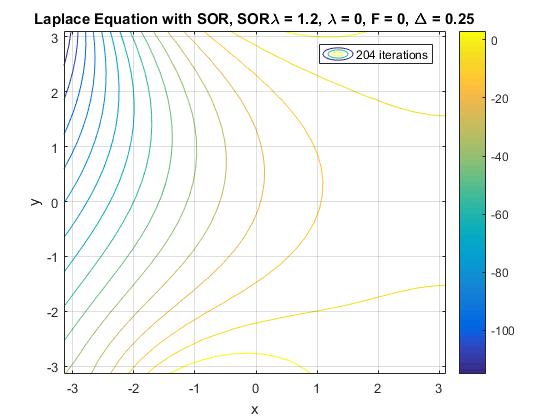 Laplace Equation with SOR, SORλ = 1.2, λ = 0, F = 0, Δ = 0.25
204 iterations
3
2
1
0
-1
-2
-3
y
-3 -2 -1 0 1 2 3
x
0
-20
-40
-60
-80
-100